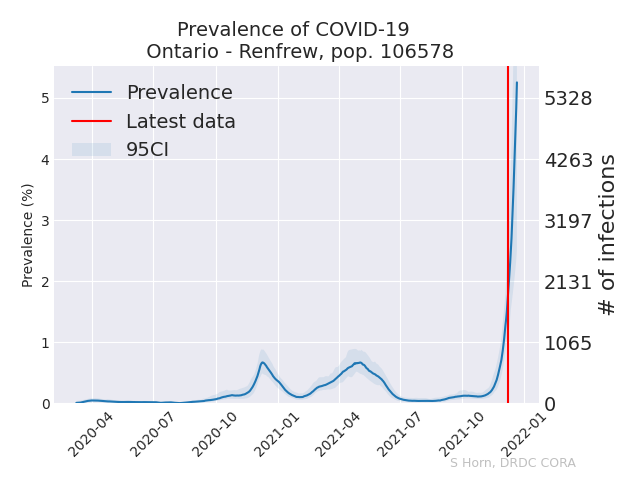 Prevalence of COVID-19
Ontario - Renfrew, pop. 106578
Prevalence
Latest data
95CI
Prevalence (%)
5
4
3
2
1
0
5328
4263
3197
2131
1065
0
# of infections
2020-04
2020-07
2020-10
2021-01
2021-04
2021-07
2021-10
2022-01
S Horn, DRDC CORA